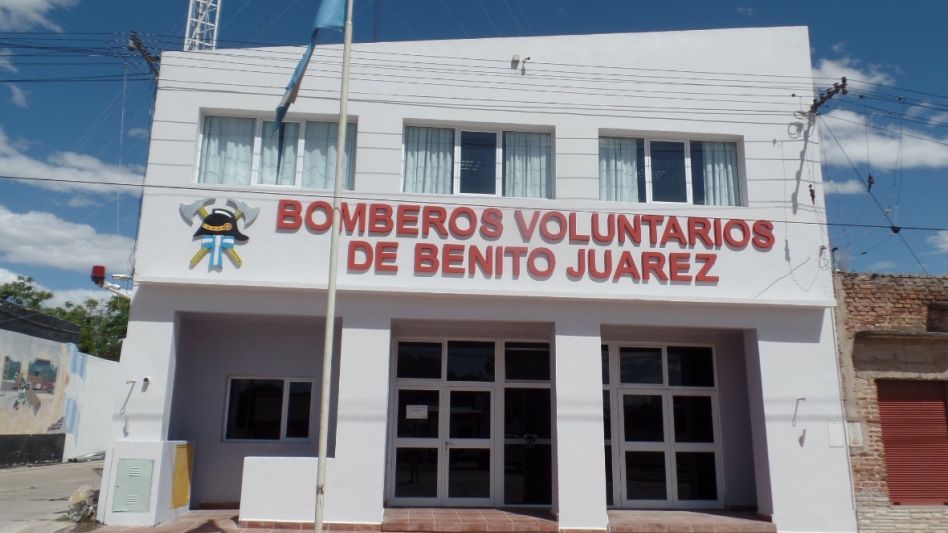 BOMBEROS VOLUNTARIOS
DE BENITO JUAREZ